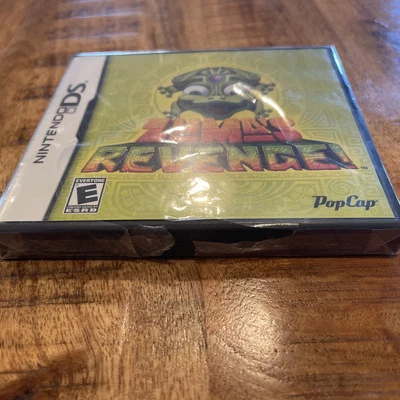 NINTENDO DS
ZUMA'S
REVENGE!
EVERYONE
E
ESRB
PopCap